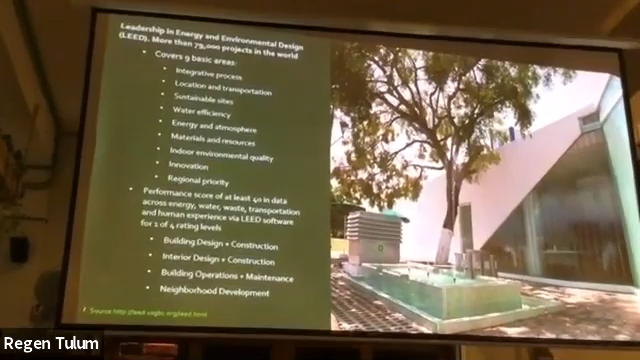 Leadership in Energy and Environmental Design
(LEED). More than 79,000 projects in the world
• Covers 9 basic areas:
• Integrative process
• Location and transportation
• Sustainable sites
• Water efficiency
• Energy and atmosphere
• Materials and resources
• Indoor environmental quality
• Innovation
• Regional priority
• Performance score of at least 40 in data
across energy, water, waste, transportation
and human experience via LEED software
for 1 of 4 rating levels
• Building Design + Construction
• Interior Design + Construction
• Building Operations + Maintenance
• Neighborhood Development
Source http://leed.usgbc.org/leed.html
Regen Tulum